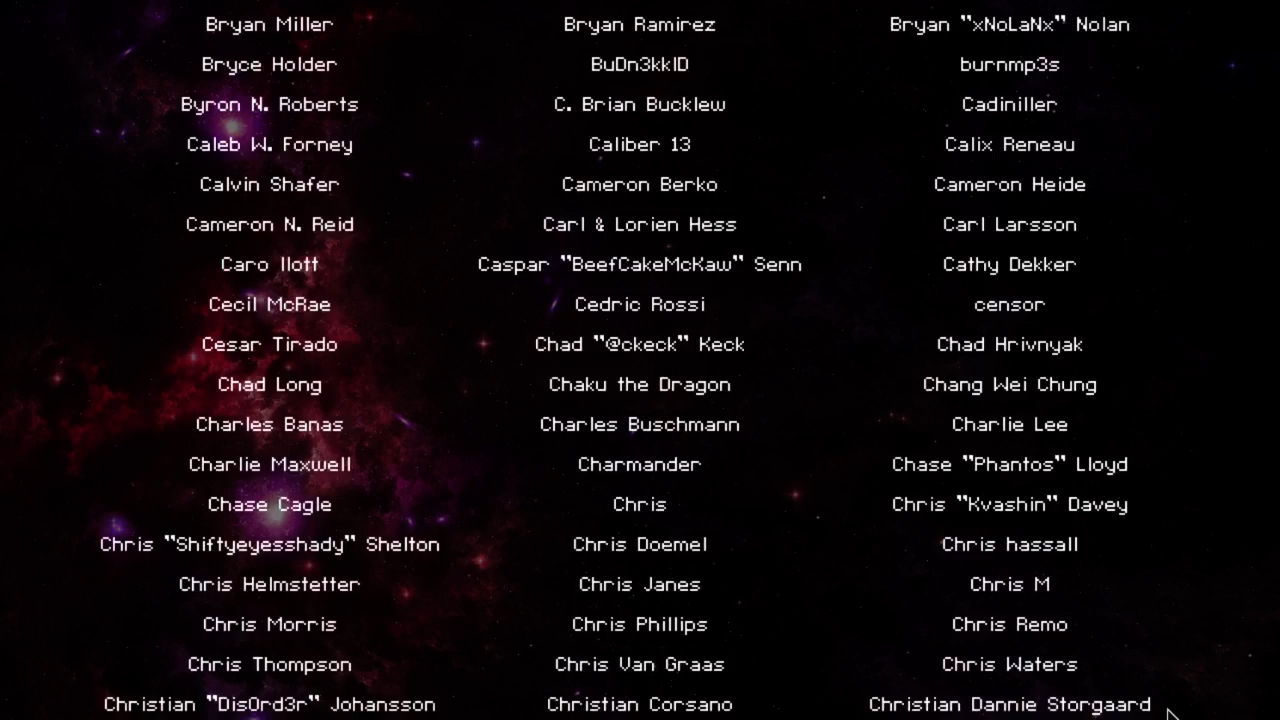 Bryan Miller Bryan Ramirez Bryan "xNoLaNx" Nolan
Bryce Holder BuDn3kkID burnmp3s
Byron N. Roberts C. Brian Bucklew Cadiniller
Caleb W. Forney Caliber 13 Calix Reneau
Calvin Shafer Cameron Berko Cameron Heide
Cameron N. Reid Carl & Lorien Hess Carl Larsson
Caro Ilott Caspar "BeefCakeMcKaw" Senn Cathy Dekker
Cecil McRae Cedric Rossi censor
Cesar Tirado Chad "@ckeck" Keck Chad Hrivnyak
Chad Long Chaku the Dragon Chang Wei Chung
Charles Banas Charles Buschmann Charlie Lee
Charlie Maxwell Charmander Chase "Phantos" Lloyd
Chase Cagle Chris Chris "Kvashin" Davey
Chris "Shiftyeyesshady" Shelton Chris Doemel Chris hassall
Chris Helmstetter Chris Janes Chris M
Chris Morris Chris Phillips Chris Remo
Chris Thompson Chris Van Graas Chris Waters
Christian "DisOrd3r" Johansson Christian Corsano Christian Dannie Storgaard